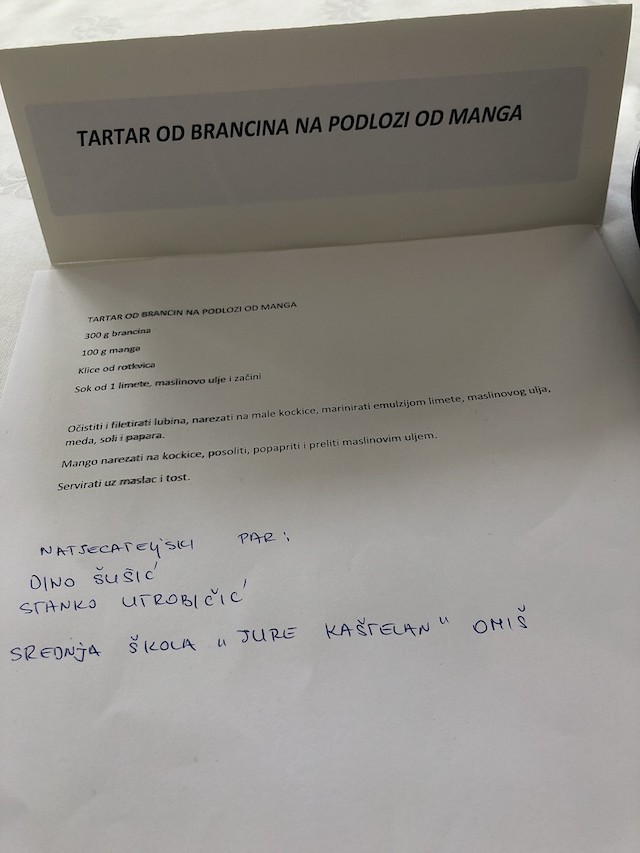 TARTAR OD BRANCINA NA PODLOZI OD MANGA
TARTAR OD BRANCIN NA PODLOZI OD MANGA
300 g brancina
100 g manga
Klice od rotkvica
Sok od 1 limete, maslinovo ulje i začini
Očistiti i filetirati lubina, narezati na male kockice, marinirati emulzijom limete, maslinovog ulja,
meda, soli i papara.
Mango narezati na kockice, posoliti, popapriti i preliti maslinovim uljem.
Servirati uz maslac i tost.
NATJECATELJSKI PAR:
DINO ŠUŠIĆ
STANKO UTROBIČIĆ
SREDNJA ŠKOLA "JURE KAŠTELAN" OMIŠ